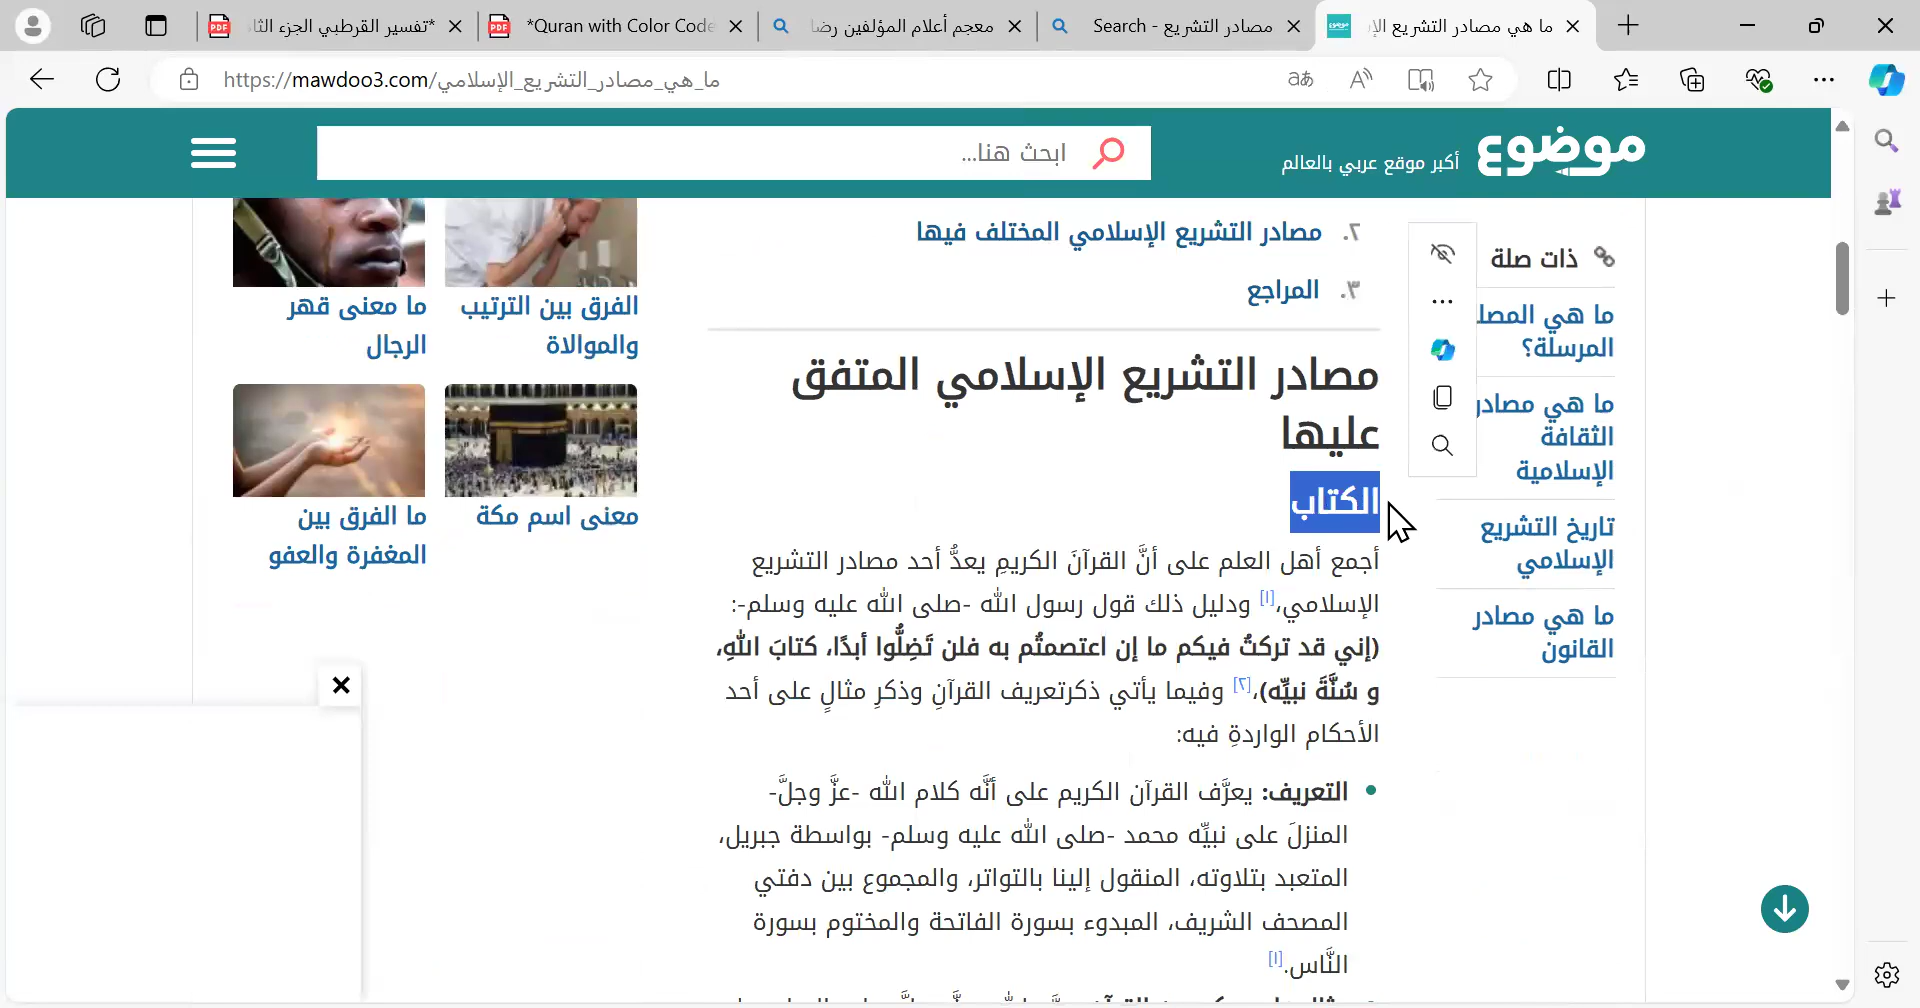 تفسير القرطبي الجزء الثا*
*Quran with Color Code
معجم أعلام المؤلفين رضا
مصادر التشريع - Search
ما هي مصادر التشريع الإ
https://mawdoo3.com/ما_هي_مصادر_التشريع_الإسلامي
موضوع
أكبر موقع عربي بالعالم
ابحث هنا...
٢. مصادر التشريع الإسلامي المختلف فيها
٣. المراجع
ذات صلة
ما هي المصا
المرسلة؟
ما هي مصادر
الثقافة
الإسلامية
تاريخ التشريع
الإسلامي
ما هي مصادر
القانون
مصادر التشريع الإسلامي المتفق
عليها
الكتاب
أجمع أهل العلم على أنَّ القرآنَ الكريمِ يعدُّ أحد مصادر التشريع
الإسلامي،[١] ودليل ذلك قول رسول الله -صلى الله عليه وسلم-:
(إني قد تركتُ فيكم ما إن اعتصمتُم به فلن تَضِلُّوا أبدًا، كتابَ اللهِ،
و سُنَّةَ نبيِّه)،[٢] وفيما يأتي ذكرتعريف القرآنِ وذكرِ مثالٍ على أحد
الأحكام الواردةِ فيه:
• التعريف: يعرَّف القرآن الكريم على أنَّه كلام الله -عزَّ وجلَّ-
المنزلَ على نبيِّه محمد -صلى الله عليه وسلم- بواسطة جبريل،
المتعبد بتلاوته، المنقول إلينا بالتواتر، والمجموع بين دفتي
المصحف الشريف، المبدوء بسورة الفاتحة والمختوم بسورة
النَّاس.[١]
الفرق بين الترتيب
والموالاة
ما معنى قهر
الرجال
معنى اسم مكة
ما الفرق بين
المغفرة والعفو